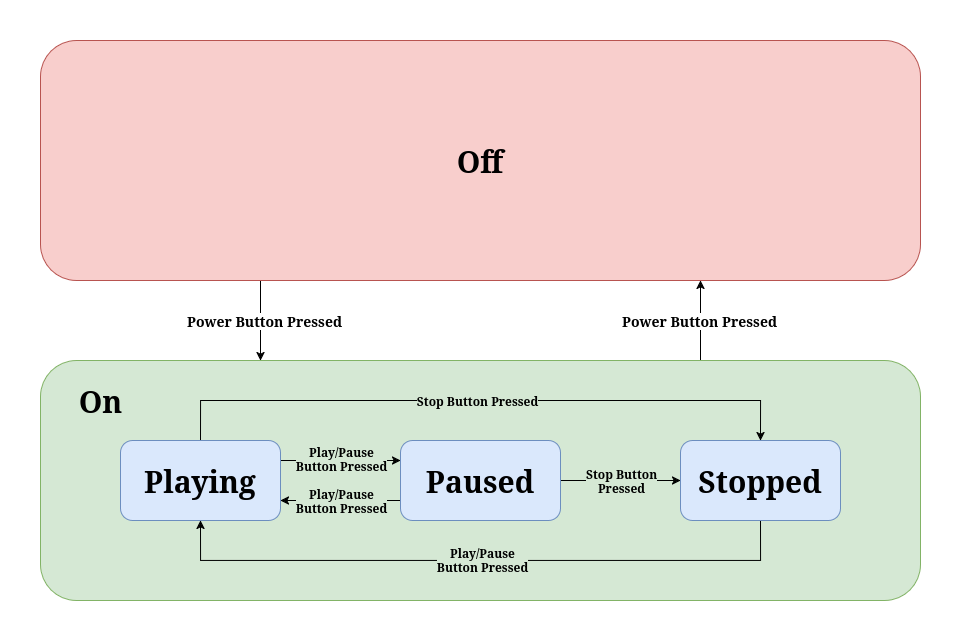 Off
Power Button Pressed
Power Button Pressed
On
Stop Button Pressed
Playing
Play/Pause
Button Pressed
Play/Pause
Button Pressed
Paused
Stop Button
Pressed
Stopped
Play/Pause
Button Pressed